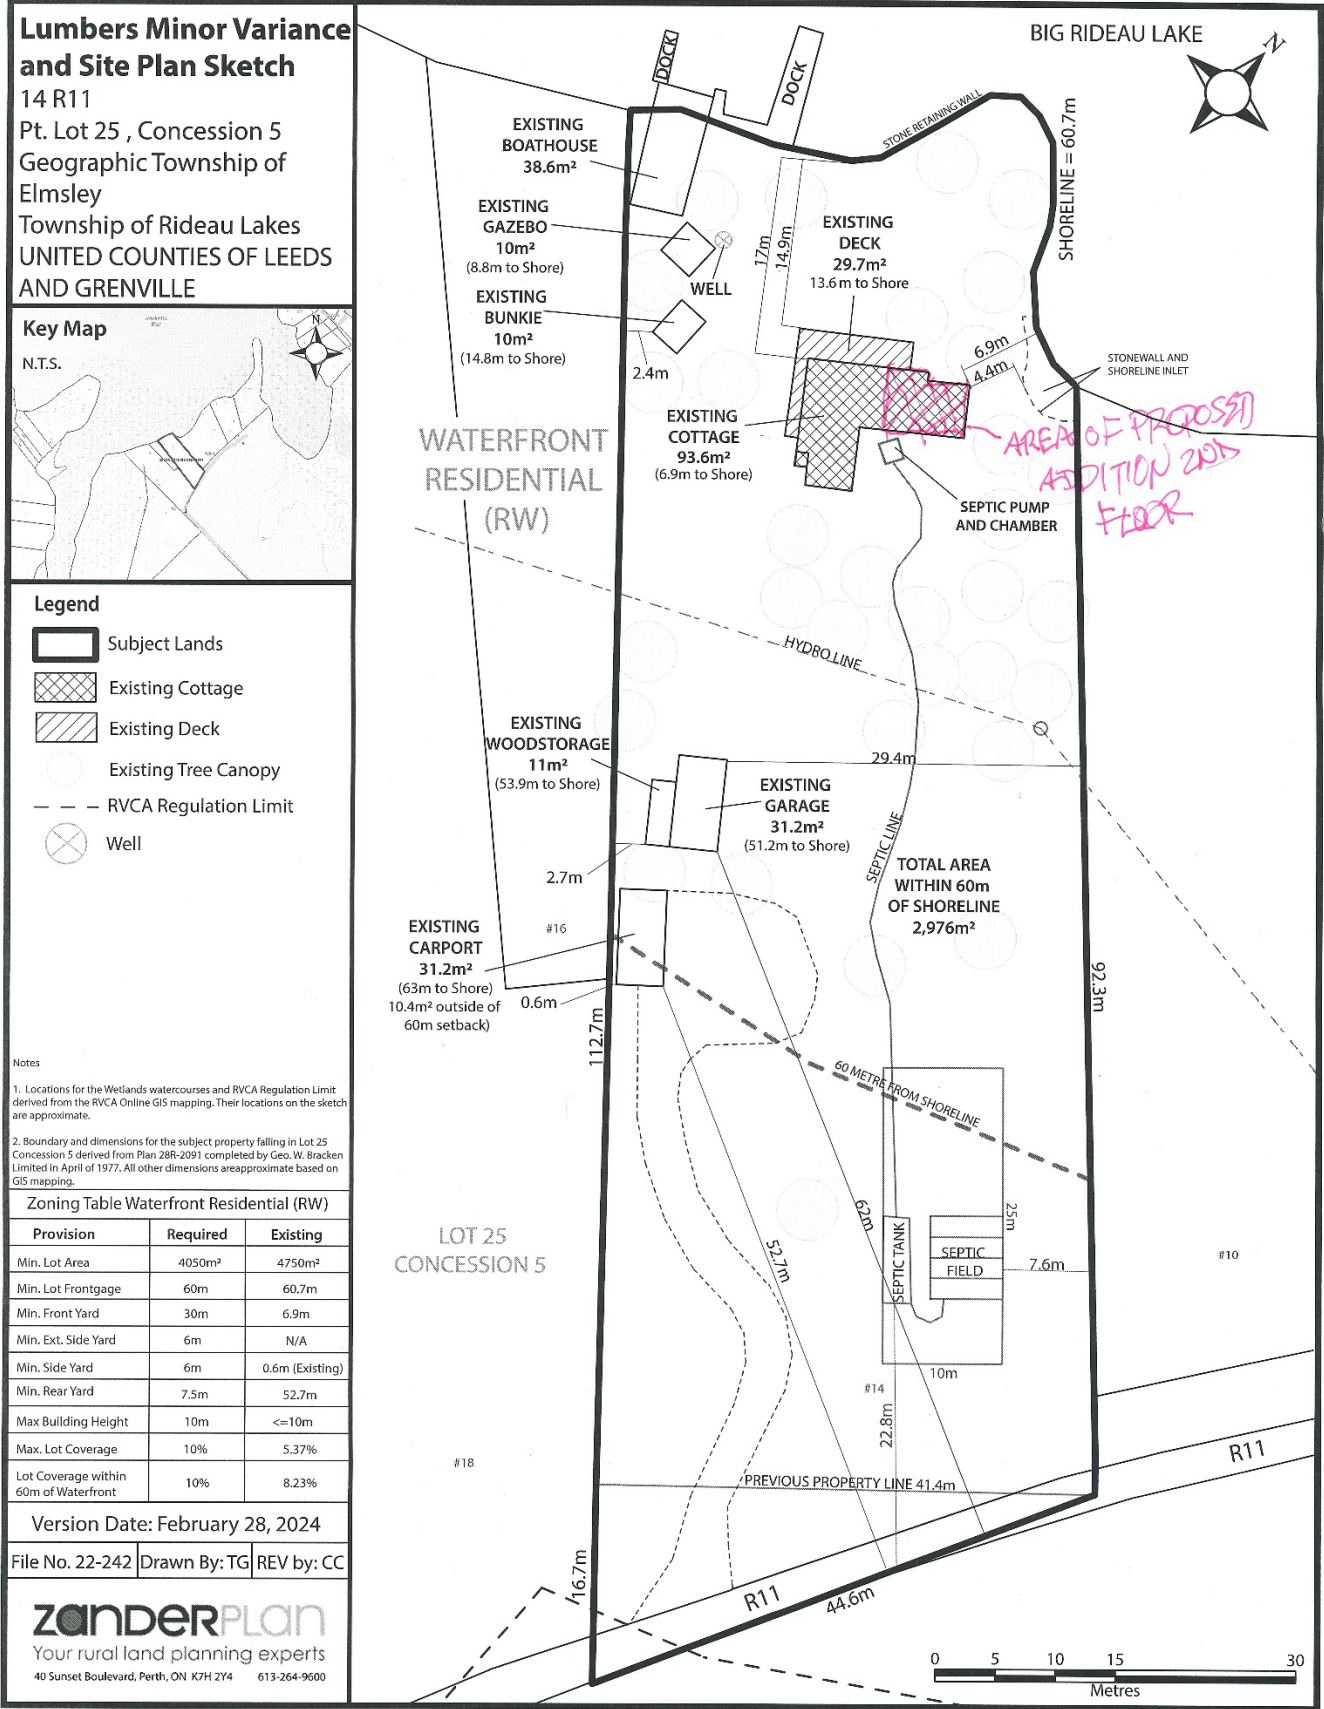 Lumbers Minor Variance
and Site Plan Sketch
14 R11
Pt. Lot 25 , Concession 5
Geographic Township of
Elmsley
Township of Rideau Lakes
UNITED COUNTIES OF LEEDS
AND GRENVILLE
Key Map
N.T.S.
N
Legend
Subject Lands
Existing Cottage
Existing Deck
Existing Tree Canopy
RVCA Regulation Limit
Well
Notes
1. Locations for the Wetlands watercourses and RVCA Regulation Limit
derived from the RVCA Online GIS mapping. Their locations on the sketch
are approximate.
2. Boundary and dimensions for the subject property falling in Lot 25
Concession 5 derived from Plan 28R-2091 completed by Geo. W. Bracken
Limited in April of 1977. All other dimensions areapproximate based on
GIS mapping.
Zoning Table Waterfront Residential (RW)
Provision Required Existing
Min. Lot Area 4050m² 4750m²
Min. Lot Frontgage 60m 60.7m
Min. Front Yard 30m 6.9m
Min. Ext. Side Yard 6m N/A
Min. Side Yard 6m 0.6m (Existing)
Min. Rear Yard 7.5m 52.7m
Max Building Height 10m <=10m
Max. Lot Coverage 10% 5.37%
Lot Coverage within
60m of Waterfront 10% 8.23%
Version Date: February 28, 2024
File No. 22-242 Drawn By: TG REV by: CC
ZANDERPLAN
Your rural land planning experts
40 Sunset Boulevard, Perth, ON K7H 2Y4 613-264-9600
BIG RIDEAU LAKE
N
DOCK
DOCK
STONE RETAINING WALL
SHORELINE = 60.7m
EXISTING
BOATHOUSE
38.6m²
EXISTING
GAZEBO
10m²
(8.8m to Shore)
WELL
EXISTING
BUNKIE
10m²
(14.8m to Shore)
2.4m
17m
14.9m
EXISTING
DECK
29.7m²
13.6m to Shore
6.9m
4.4m
STONEWALL AND
SHORELINE INLET
EXISTING
COTTAGE
93.6m²
(6.9m to Shore)
AREA OF PROPOSED
ADDITION 2ND
FLOOR
SEPTIC PUMP
AND CHAMBER
WATERFRONT
RESIDENTIAL
(RW)
HYDRO LINE
EXISTING
WOODSTORAGE
11m²
(53.9m to Shore)
29.4m
EXISTING
GARAGE
31.2m²
(51.2m to Shore)
2.7m
SEPTIC LINE
TOTAL AREA
WITHIN 60m
OF SHORELINE
2,976m²
#16
EXISTING
CARPORT
31.2m²
(63m to Shore)
10.4m² outside of
60m setback)
0.6m
112.7m
92.3m
60 METRE FROM SHORELINE
LOT 25
CONCESSION 5
62m
52.7m
SEPTIC TANK
SEPTIC
FIELD
25m
7.6m
10m
#10
#14
22.8m
#18
PREVIOUS PROPERTY LINE 41.4m
R11
R11
16.7m
44.6m
0 5 10 15 30
Metres